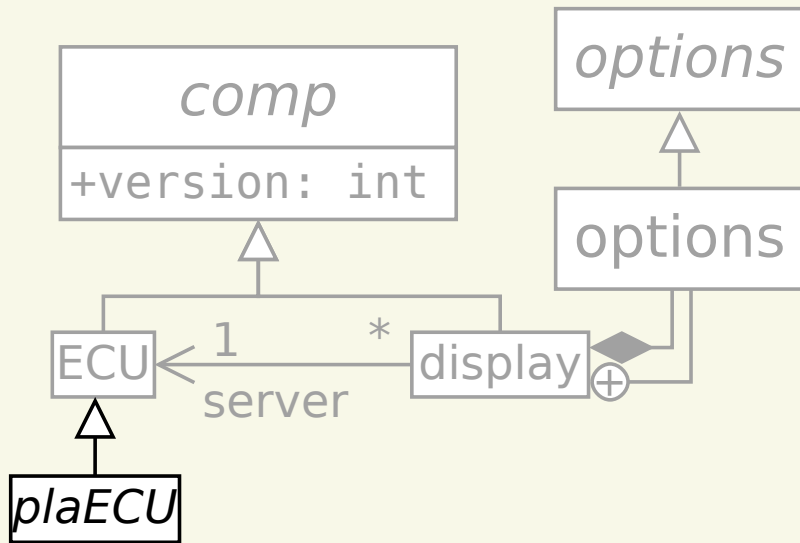 comp
+version: int
options
options
ECU
1
*
server
display
plaECU